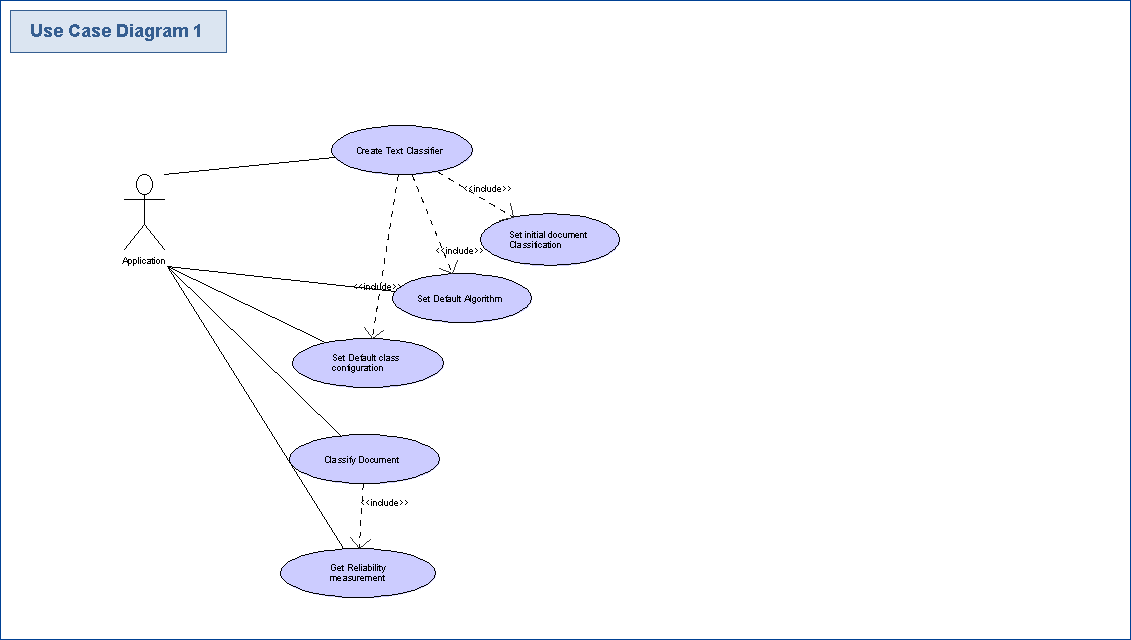 Use Case Diagram 1
Create Text Classifier
<<include>>
Set initial document
Classification
<<include>>
Application
<<include>>
Set Default Algorithm
Set Default class
configuration
Classify Document
<<include>>
Get Reliability
measurement